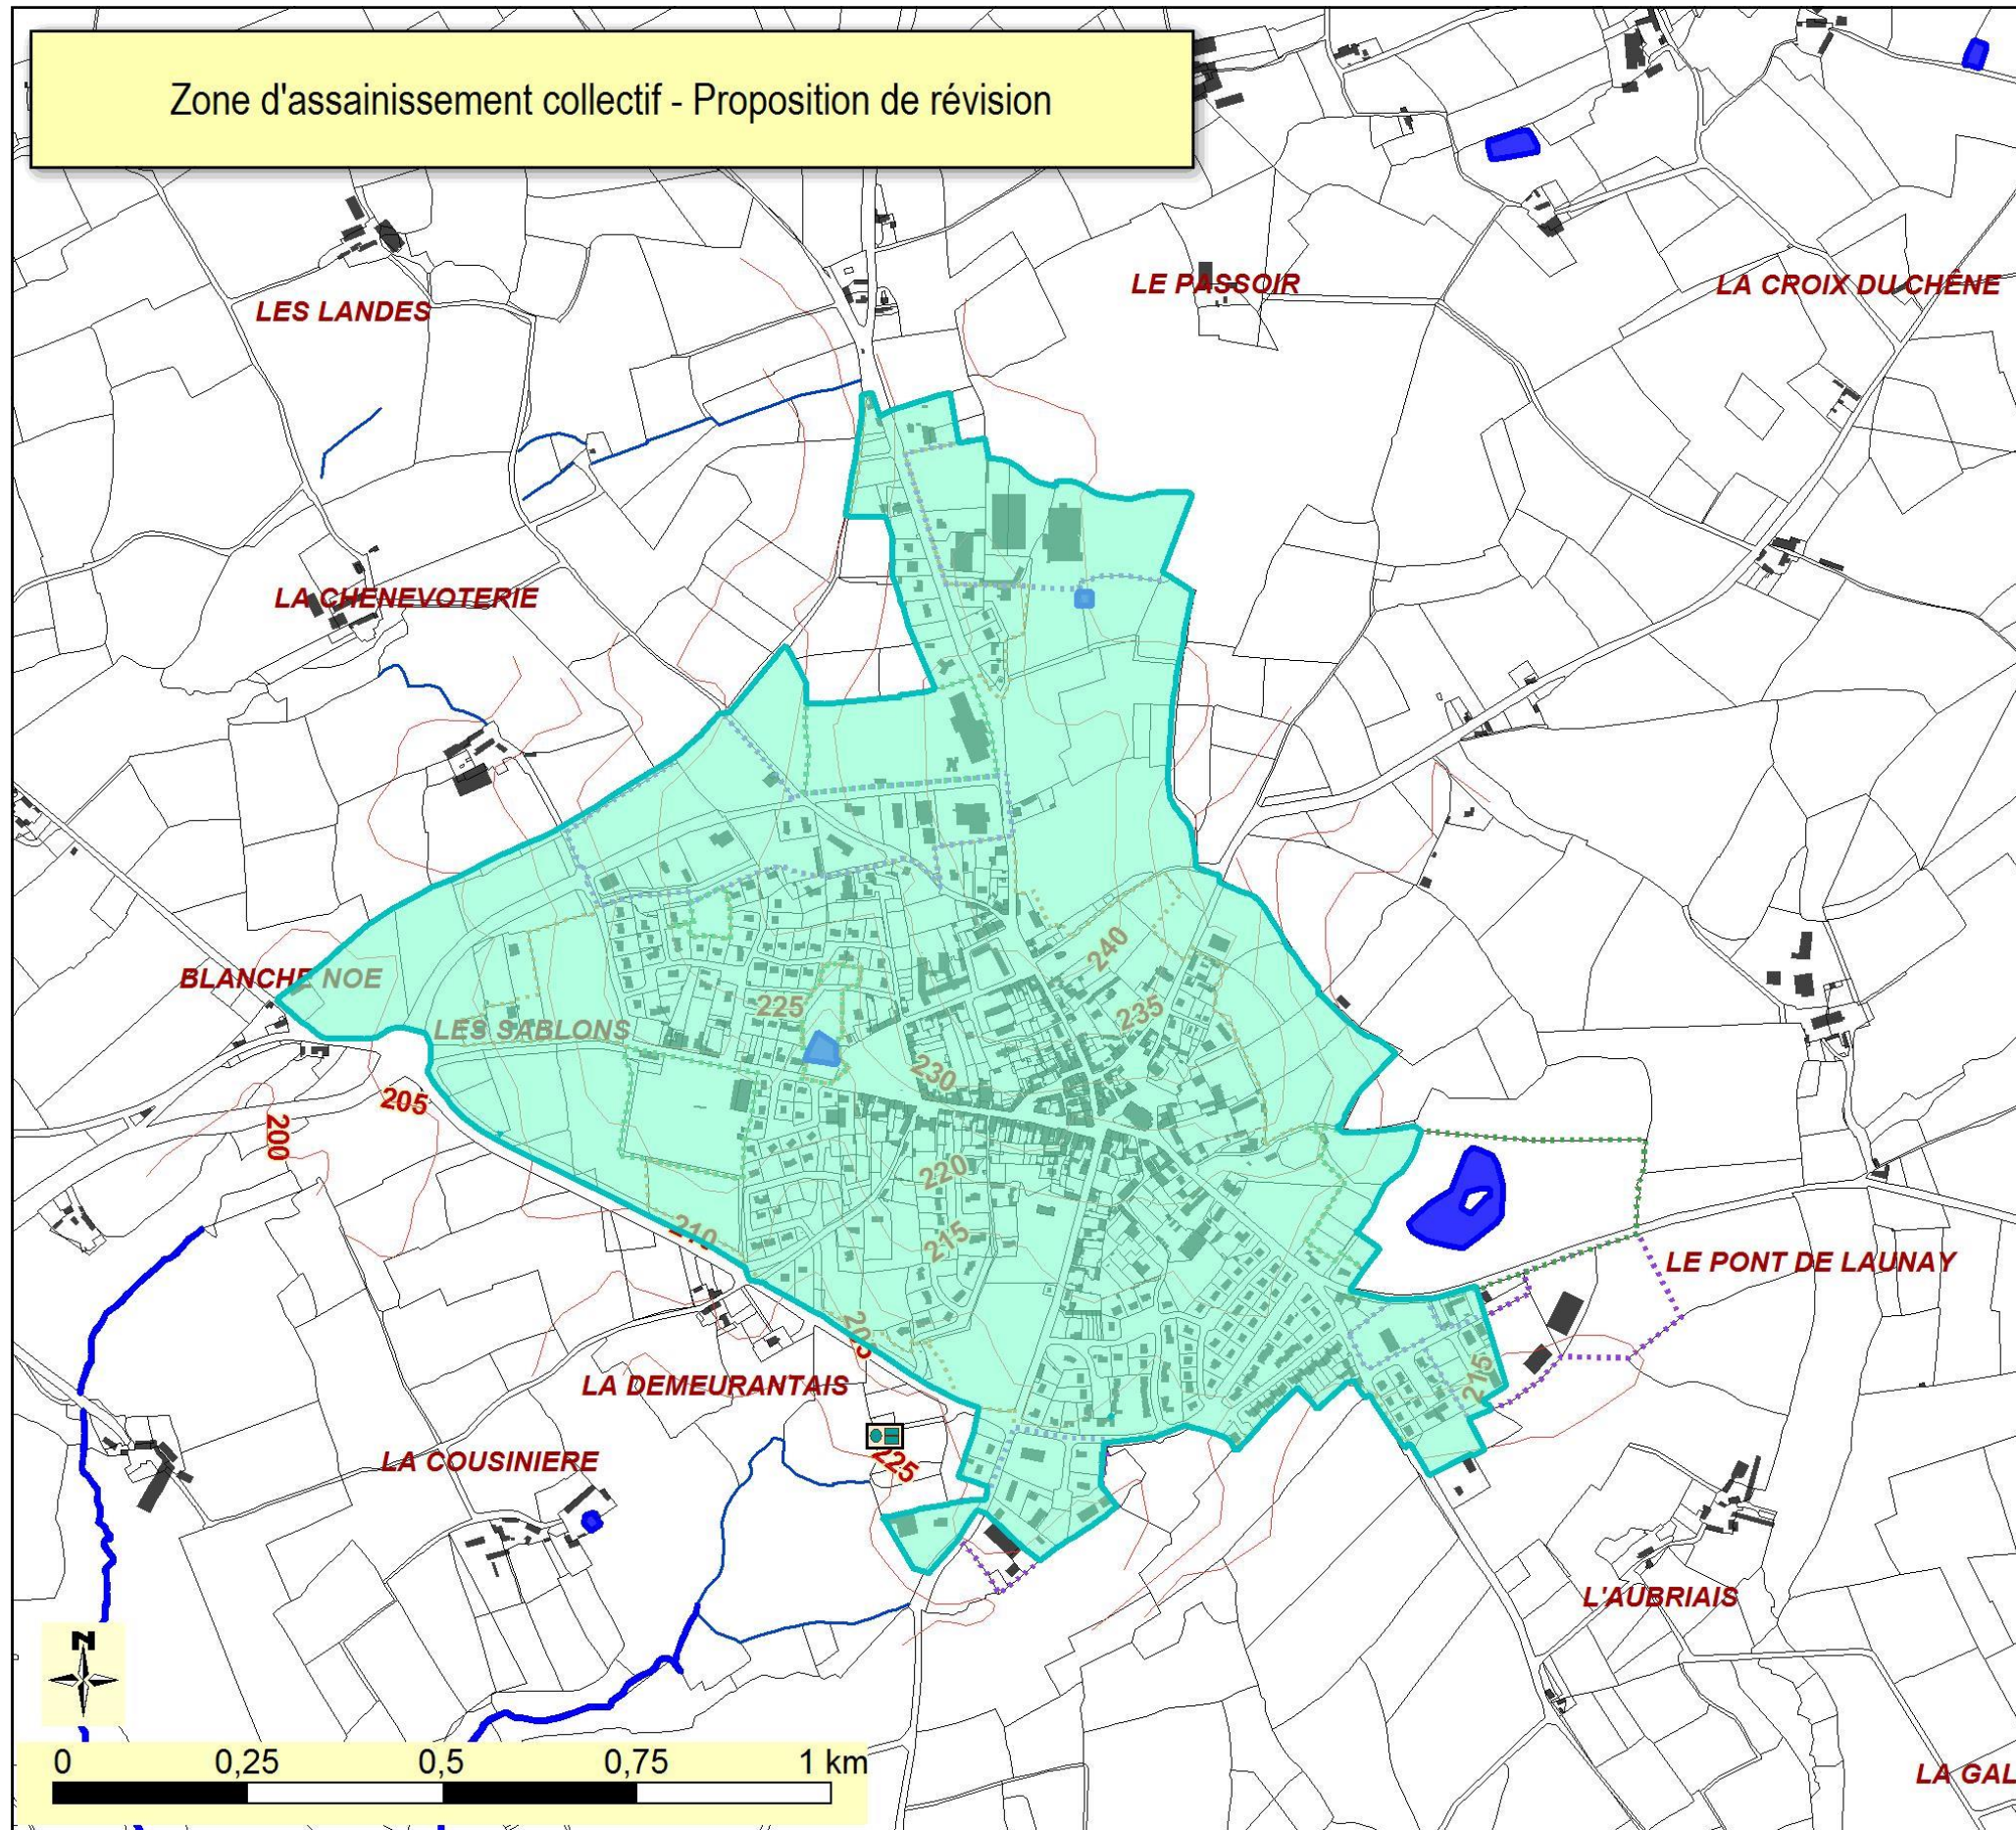 Zone d'assainissement collectif - Proposition de révision
LE PASSOIR
LA CROIX DU CHÊNE
LES LANDES
LA CHENEVOTERIE
240
BLANCHE NOE
225
235
LES SABLONS
230
205
200
220
210
215
LE PONT DE LAUNAY
205
215
LA DEMEURANTAIS
LA COUSINIERE
225
L'AUBRIAIS
N
0 0,25 0,5 0,75 1 km
LA GAL